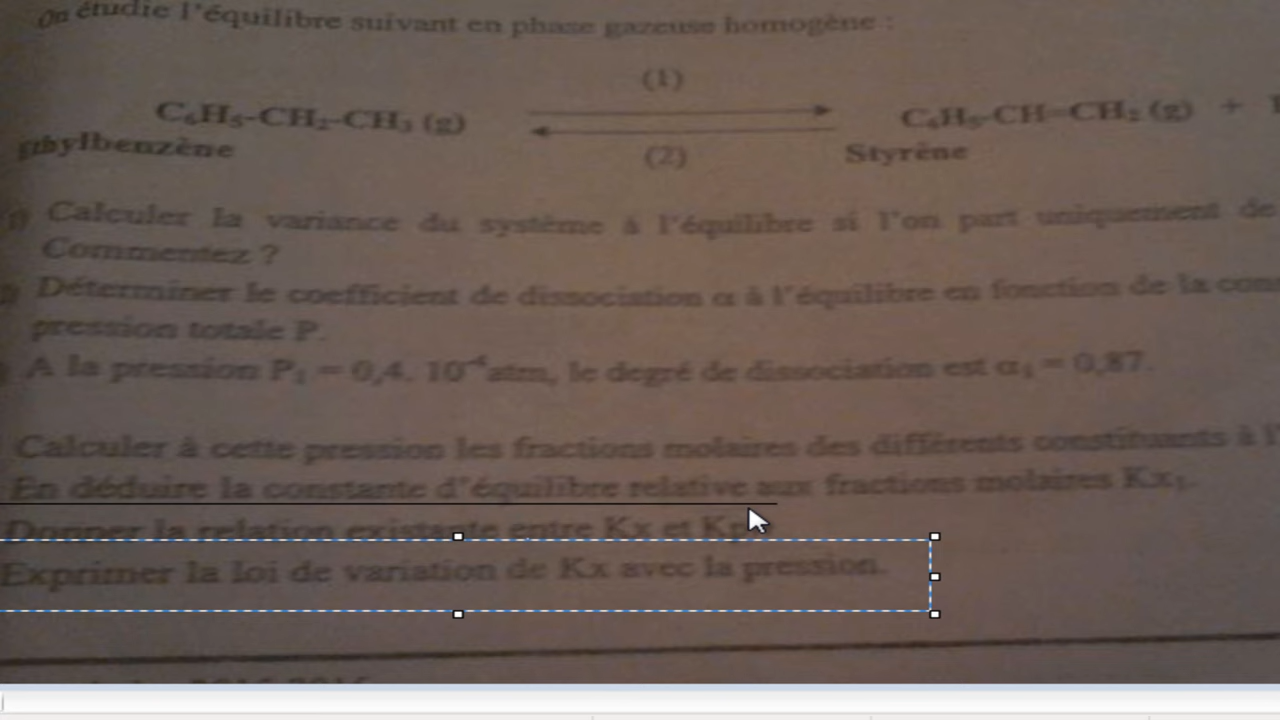 On étudie l'équilibre suivant en phase gazeuse homogène :
(1)
C₆H₅-CH₂-CH₃ (g) C₆H₅-CH=CH₂ (g) +
(2)
Ethylbenzène Styrène
Calculer la variance du système à l'équilibre si l'on part uniquement de
Commentez ?
Déterminer le coefficient de dissociation α à l'équilibre en fonction de la
pression totale P.
A la pression P₁ = 0,4. 10⁻⁴atm, le degré de dissociation est α₁ = 0,87.
Calculer à cette pression les fractions molaires des différents constituants à
En déduire la constante d'équilibre relative aux fractions molaires Kx₁.
Donner la relation existante entre Kx et Kp.
Exprimer la loi de variation de Kx avec la pression.